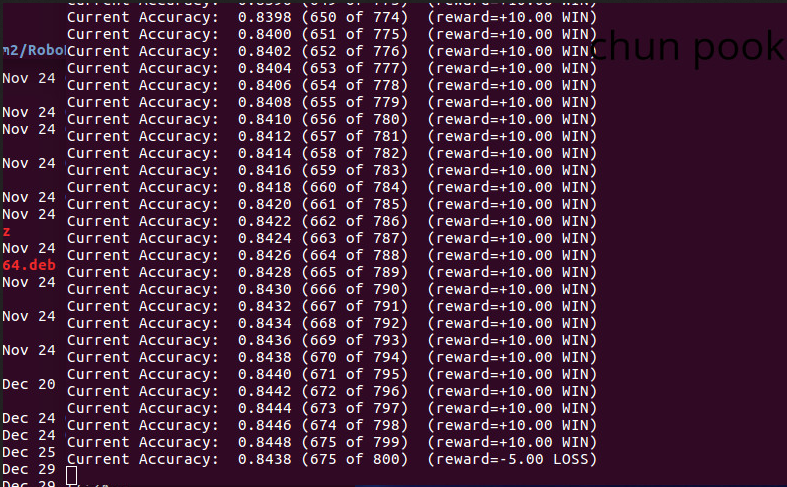 Current Accuracy:  0.8398 (650 of 774)  (reward=+10.00 WIN)
Current Accuracy:  0.8400 (651 of 775)  (reward=+10.00 WIN)
Current Accuracy:  0.8402 (652 of 776)  (reward=+10.00 WIN)
Current Accuracy:  0.8404 (653 of 777)  (reward=+10.00 WIN)
Current Accuracy:  0.8406 (654 of 778)  (reward=+10.00 WIN)
Current Accuracy:  0.8408 (655 of 779)  (reward=+10.00 WIN)
Current Accuracy:  0.8410 (656 of 780)  (reward=+10.00 WIN)
Current Accuracy:  0.8412 (657 of 781)  (reward=+10.00 WIN)
Current Accuracy:  0.8414 (658 of 782)  (reward=+10.00 WIN)
Current Accuracy:  0.8416 (659 of 783)  (reward=+10.00 WIN)
Current Accuracy:  0.8418 (660 of 784)  (reward=+10.00 WIN)
Current Accuracy:  0.8420 (661 of 785)  (reward=+10.00 WIN)
Current Accuracy:  0.8422 (662 of 786)  (reward=+10.00 WIN)
Current Accuracy:  0.8424 (663 of 787)  (reward=+10.00 WIN)
Current Accuracy:  0.8426 (664 of 788)  (reward=+10.00 WIN)
Current Accuracy:  0.8428 (665 of 789)  (reward=+10.00 WIN)
Current Accuracy:  0.8430 (666 of 790)  (reward=+10.00 WIN)
Current Accuracy:  0.8432 (667 of 791)  (reward=+10.00 WIN)
Current Accuracy:  0.8434 (668 of 792)  (reward=+10.00 WIN)
Current Accuracy:  0.8436 (669 of 793)  (reward=+10.00 WIN)
Current Accuracy:  0.8438 (670 of 794)  (reward=+10.00 WIN)
Current Accuracy:  0.8440 (671 of 795)  (reward=+10.00 WIN)
Current Accuracy:  0.8442 (672 of 796)  (reward=+10.00 WIN)
Current Accuracy:  0.8444 (673 of 797)  (reward=+10.00 WIN)
Current Accuracy:  0.8446 (674 of 798)  (reward=+10.00 WIN)
Current Accuracy:  0.8448 (675 of 799)  (reward=+10.00 WIN)
Current Accuracy:  0.8438 (675 of 800)  (reward=-5.00 LOSS)
m2/Robo
Nov 24
Nov 24
Nov 24
Nov 24
Nov 24
Nov 24
z
Nov 24
64.deb
Nov 24
Nov 24
Nov 24
Dec 20
Dec 24
Dec 24
Dec 25
Dec 29
Dec 29
chun pook